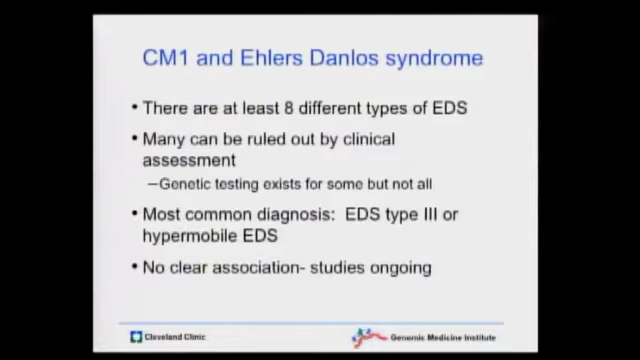 CM1 and Ehlers Danlos syndrome
• There are at least 8 different types of EDS
• Many can be ruled out by clinical
assessment
–Genetic testing exists for some but not all
• Most common diagnosis: EDS type III or
hypermobile EDS
• No clear association- studies ongoing
Cleveland Clinic
Genomic Medicine Institute